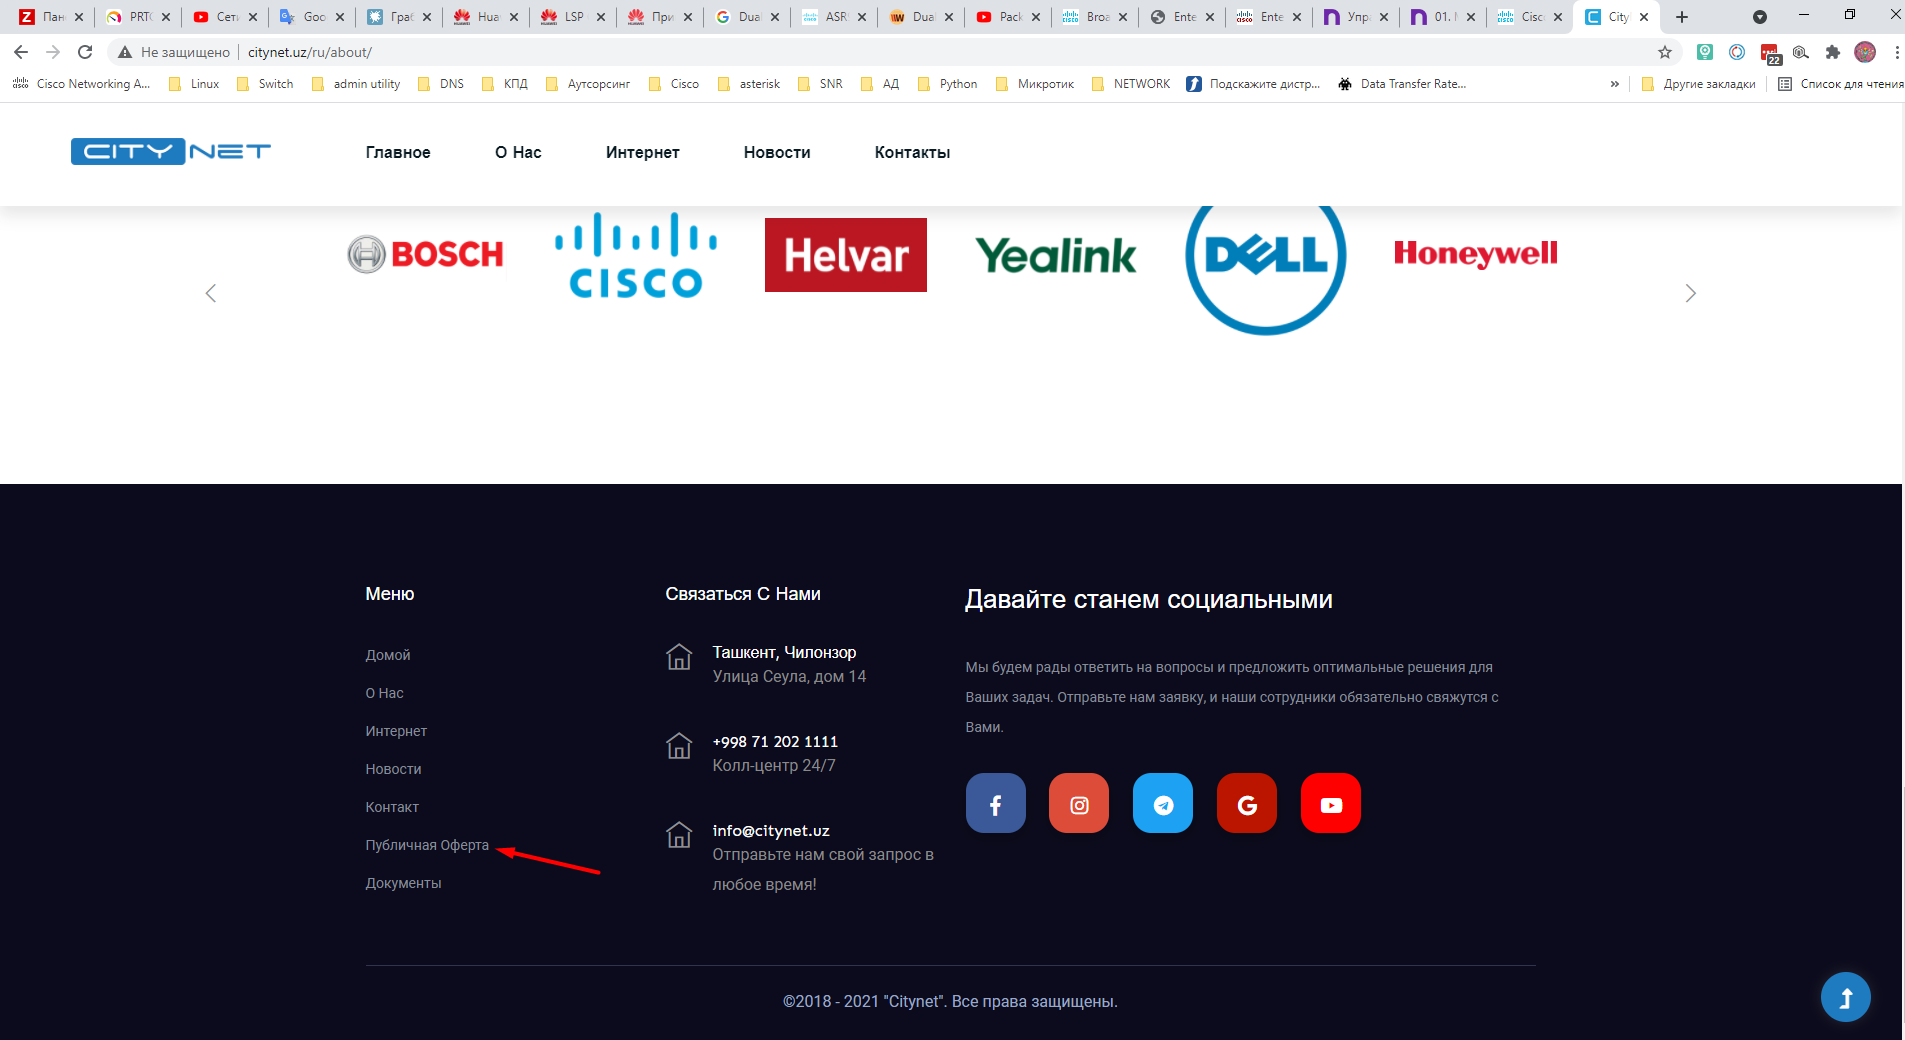 Пан
PRTG
Сети
Goo
Граб
Hua
LSP
При
Dual
ASR
Dua
Pack
Broa
Ente
Ente
Упр
01.
Cisc
City
Не защищено
citynet.uz/ru/about/
22
Cisco Networking A...
Linux
Switch
admin utility
DNS
КПД
Аутсорсинг
Cisco
asterisk
SNR
АД
Python
Микротик
NETWORK
Подскажите дистр...
Data Transfer Rate...
»
Другие закладки
Список для чтения
CITY NET
Главное
О Нас
Интернет
Новости
Контакты
BOSCH
CISCO
Helvar
Yealink
DELL
Honeywell
Меню
Домой
О Нас
Интернет
Новости
Контакт
Публичная Оферта
Документы
Связаться С Нами
Ташкент, Чилонзор
Улица Сеула, дом 14
+998 71 202 1111
Колл-центр 24/7
info@citynet.uz
Отправьте нам свой запрос в
любое время!
Давайте станем социальными
Мы будем рады ответить на вопросы и предложить оптимальные решения для
Ваших задач. Отправьте нам заявку, и наши сотрудники обязательно свяжутся с
Вами.
©2018 - 2021 "Citynet". Все права защищены.